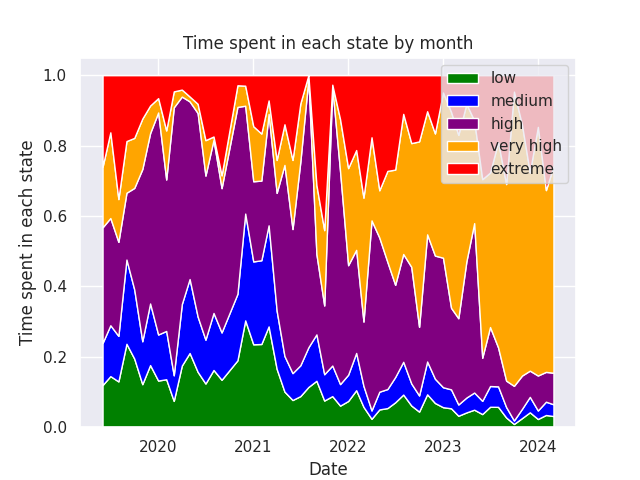 Time spent in each state by month
low
medium
high
very high
extreme
1.0
0.8
0.6
0.4
0.2
0.0
Time spent in each state
2020
2021
2022
2023
2024
Date